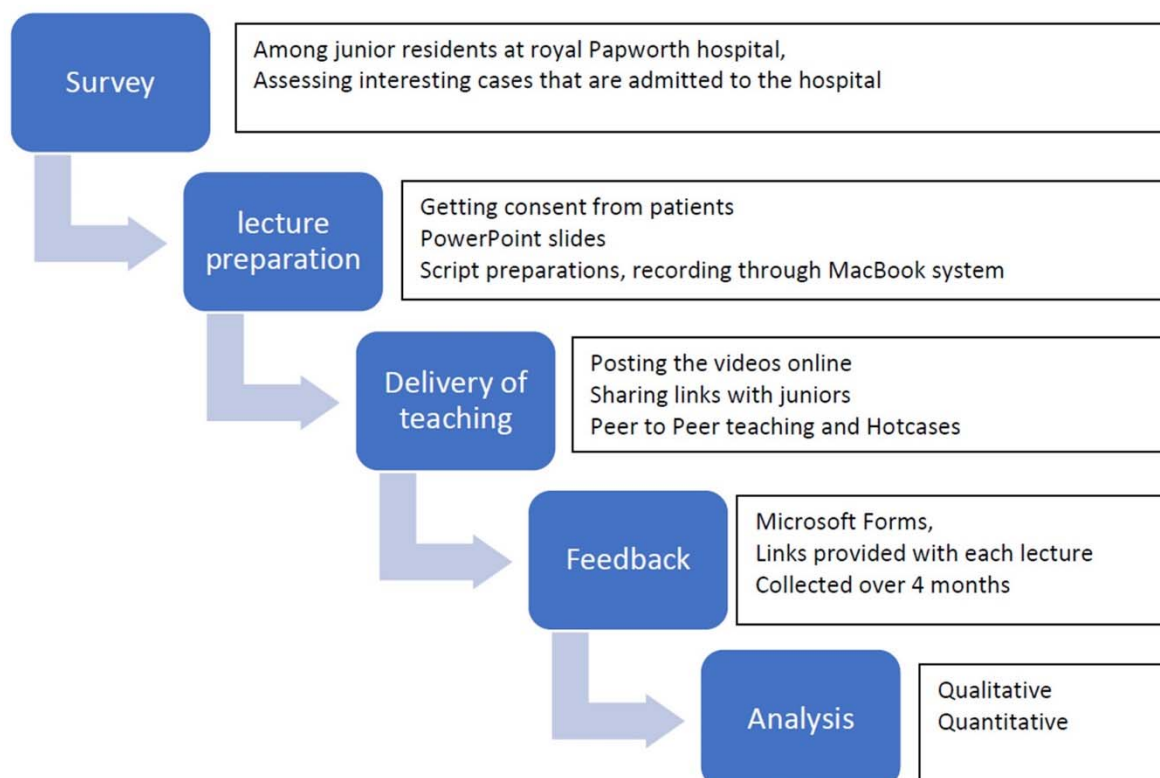 Survey
Among junior residents at royal Papworth hospital,
Assessing interesting cases that are admitted to the hospital
lecture
preparation
Getting consent from patients
PowerPoint slides
Script preparations, recording through MacBook system
Delivery of
teaching
Posting the videos online
Sharing links with juniors
Peer to Peer teaching and Hotcases
Feedback
Microsoft Forms,
Links provided with each lecture
Collected over 4 months
Analysis
Qualitative
Quantitative